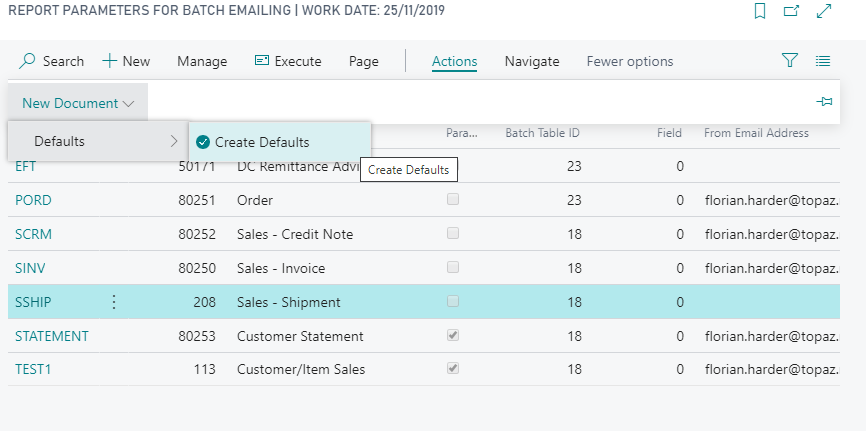 REPORT PARAMETERS FOR BATCH EMAILING | WORK DATE: 25/11/2019
Search New Manage Execute Page Actions Navigate Fewer options
New Document
Defaults Create Defaults
Para... Batch Table ID Field From Email Address
Create Defaults
EFT 50171 DC Remittance Advi 23 0
PORD 80251 Order 23 0 florian.harder@topaz.
SCRM 80252 Sales - Credit Note 18 0 florian.harder@topaz.
SINV 80250 Sales - Invoice 18 0 florian.harder@topaz.
SSHIP 208 Sales - Shipment 18 0
STATEMENT 80253 Customer Statement 18 0 florian.harder@topaz.
TEST1 113 Customer/Item Sales 18 0 florian.harder@topaz.